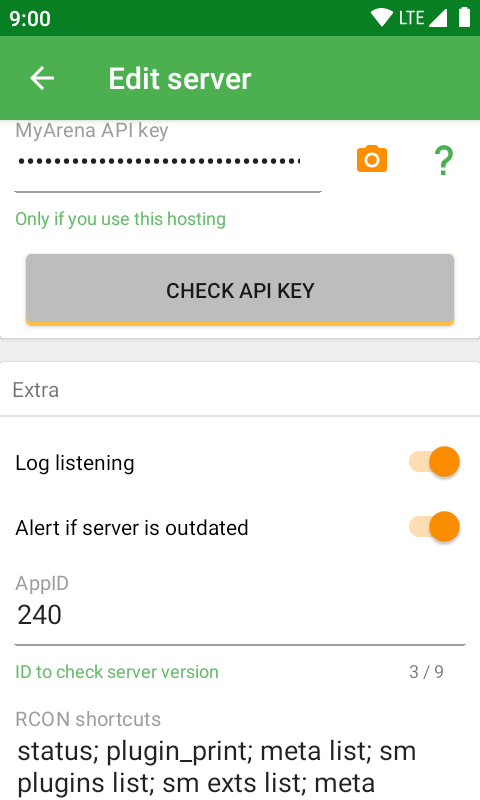 9:00 LTE
Edit server
MyArena API key
••••••••••••••••••••••••••••••••
?
Only if you use this hosting
CHECK API KEY
Extra
Log listening
Alert if server is outdated
AppID
240
ID to check server version 3 / 9
RCON shortcuts
status; plugin_print; meta list; sm
plugins list; sm exts list; meta